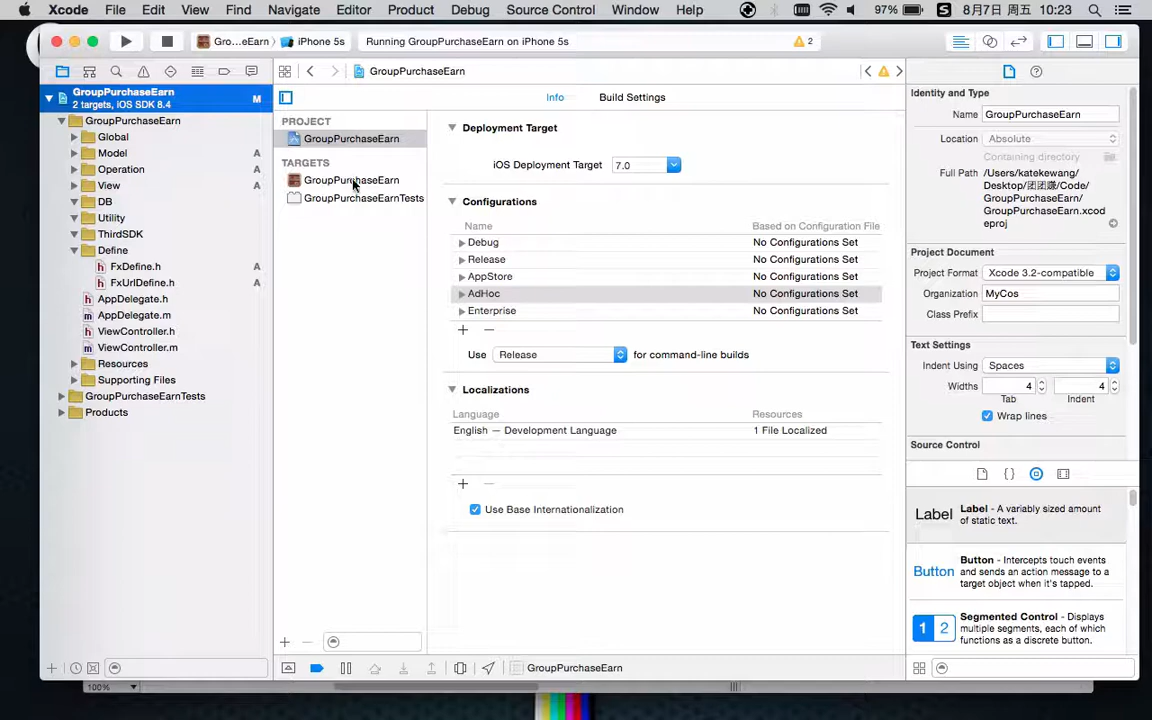 Xcode File Edit View Find Navigate Editor Product Debug Source Control Window Help 97% 8月7日 周五 10:23
Gro...eEarn 〉 iPhone 5s Running GroupPurchaseEarn on iPhone 5s 2
GroupPurchaseEarn
Info Build Settings
GroupPurchaseEarn
2 targets, iOS SDK 8.4 M
GroupPurchaseEarn
Global
Model A
Operation A
View A
DB
Utility
ThirdSDK
Define
FxDefine.h A
FxUrlDefine.h A
AppDelegate.h
AppDelegate.m
ViewController.h
ViewController.m
Resources
Supporting Files
GroupPurchaseEarnTests
Products
PROJECT
GroupPurchaseEarn
TARGETS
GroupPurchaseEarn
GroupPurchaseEarnTests
Deployment Target
iOS Deployment Target 7.0
Configurations
Name Based on Configuration File
Debug No Configurations Set
Release No Configurations Set
AppStore No Configurations Set
AdHoc No Configurations Set
Enterprise No Configurations Set
Use Release for command-line builds
Localizations
Language Resources
English — Development Language 1 File Localized
Use Base Internationalization
Identity and Type
Name GroupPurchaseEarn
Location Absolute
Containing directory
Full Path /Users/katekewang/
Desktop/团团赚/Code/
GroupPurchaseEarn/
GroupPurchaseEarn.xcod
eproj
Project Document
Project Format Xcode 3.2-compatible
Organization MyCos
Class Prefix
Text Settings
Indent Using Spaces
Widths 4 4
Tab Indent
Wrap lines
Source Control
Label Label - A variably sized amount
of static text.
Button Button - Intercepts touch events
and sends an action message to a
target object when it's tapped.
1 2 Segmented Control - Displays
multiple segments, each of which
functions as a discrete button.
GroupPurchaseEarn
100%